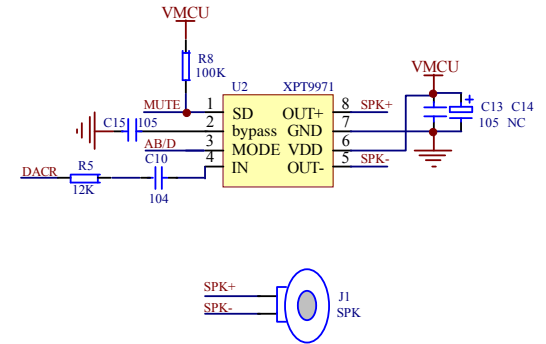 VMCU
R8
100K
VMCU
U2 XPT9971
MUTE 1 SD OUT+ 8 SPK+
C15 105 2 bypass GND 7
AB/D 3 MODE VDD 6
C10 4 IN OUT- 5 SPK-
C13 C14
105 NC
DACR R5
12K
104
SPK+
SPK-
J1
SPK